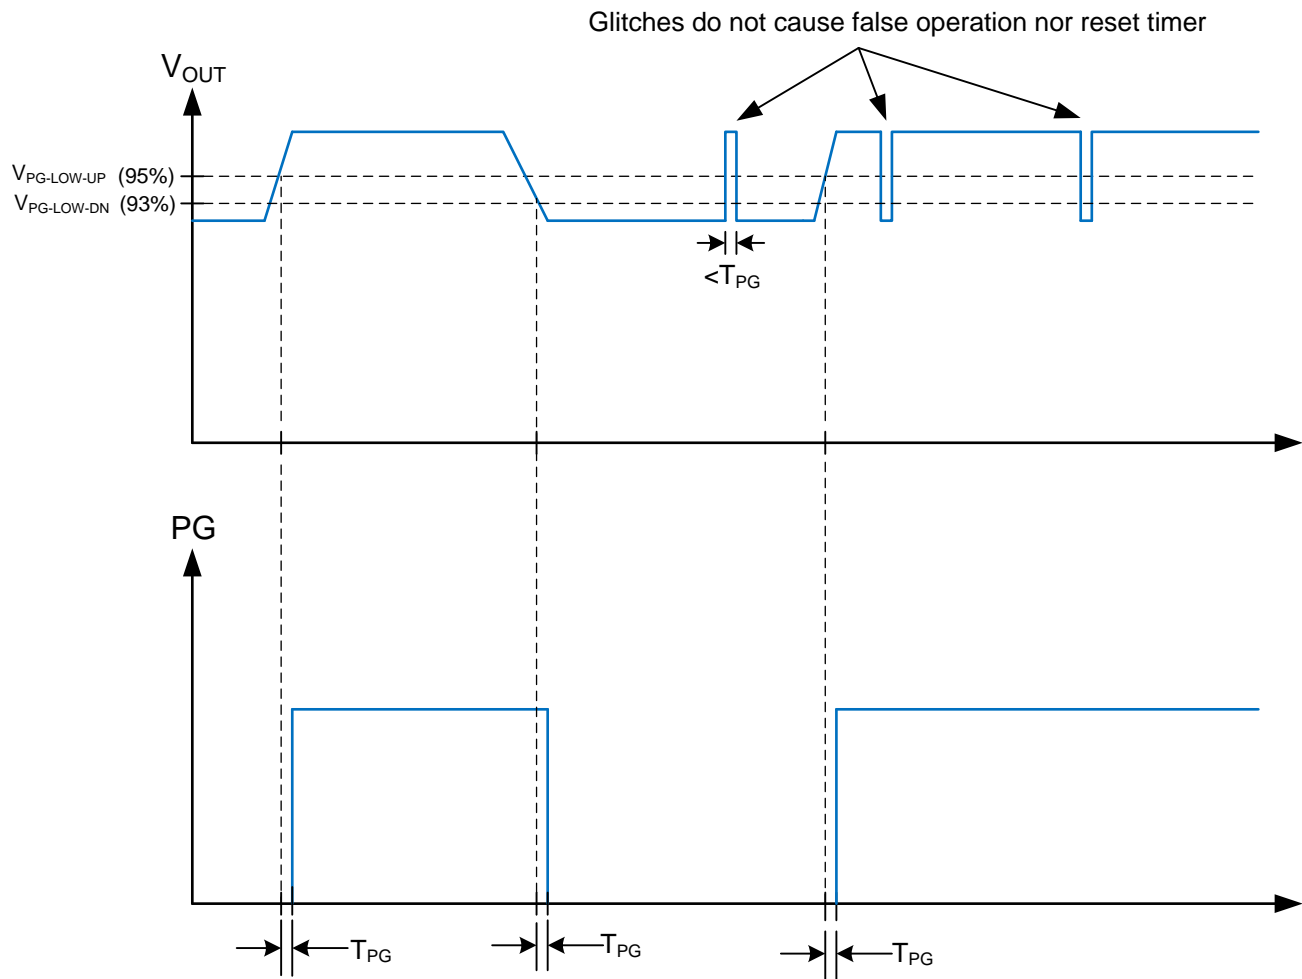 Glitches do not cause false operation nor reset timer
VOUT
VPG-LOW-UP (95%)
VPG-LOW-DN (93%)
<TPG
PG
TPG
TPG
TPG